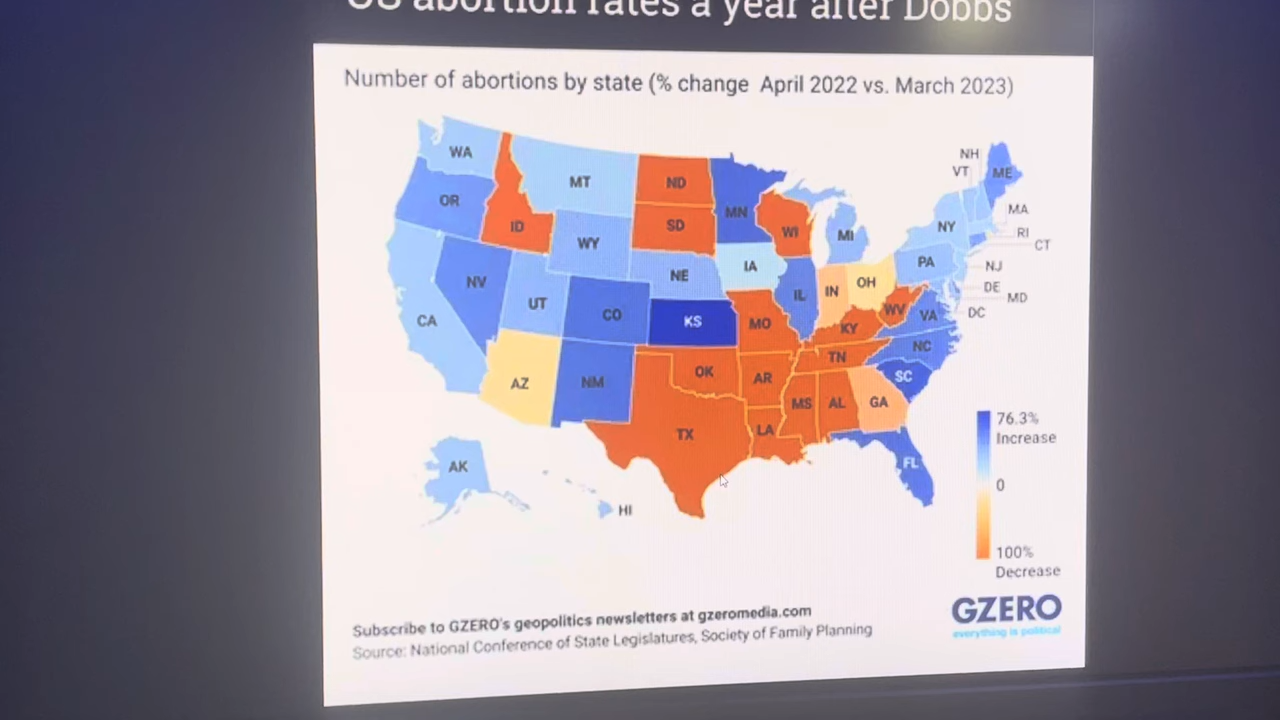 US abortion rates a year after Dobbs
Number of abortions by state (% change April 2022 vs. March 2023)
WA
MT
ND
MN
OR
ID
SD
WI
MI
WY
NH
VT
ME
MA
NY
RI
CT
NV
UT
NE
IA
PA
NJ
DE
MD
DC
CA
CO
KS
IL
IN
OH
WV
VA
MO
KY
NC
TN
SC
AZ
NM
OK
AR
MS
AL
GA
TX
LA
FL
AK
HI
76.3%
Increase
0
100%
Decrease
Subscribe to GZERO's geopolitics newsletters at gzeromedia.com
Source: National Conference of State Legislatures, Society of Family Planning
GZERO
everything is political